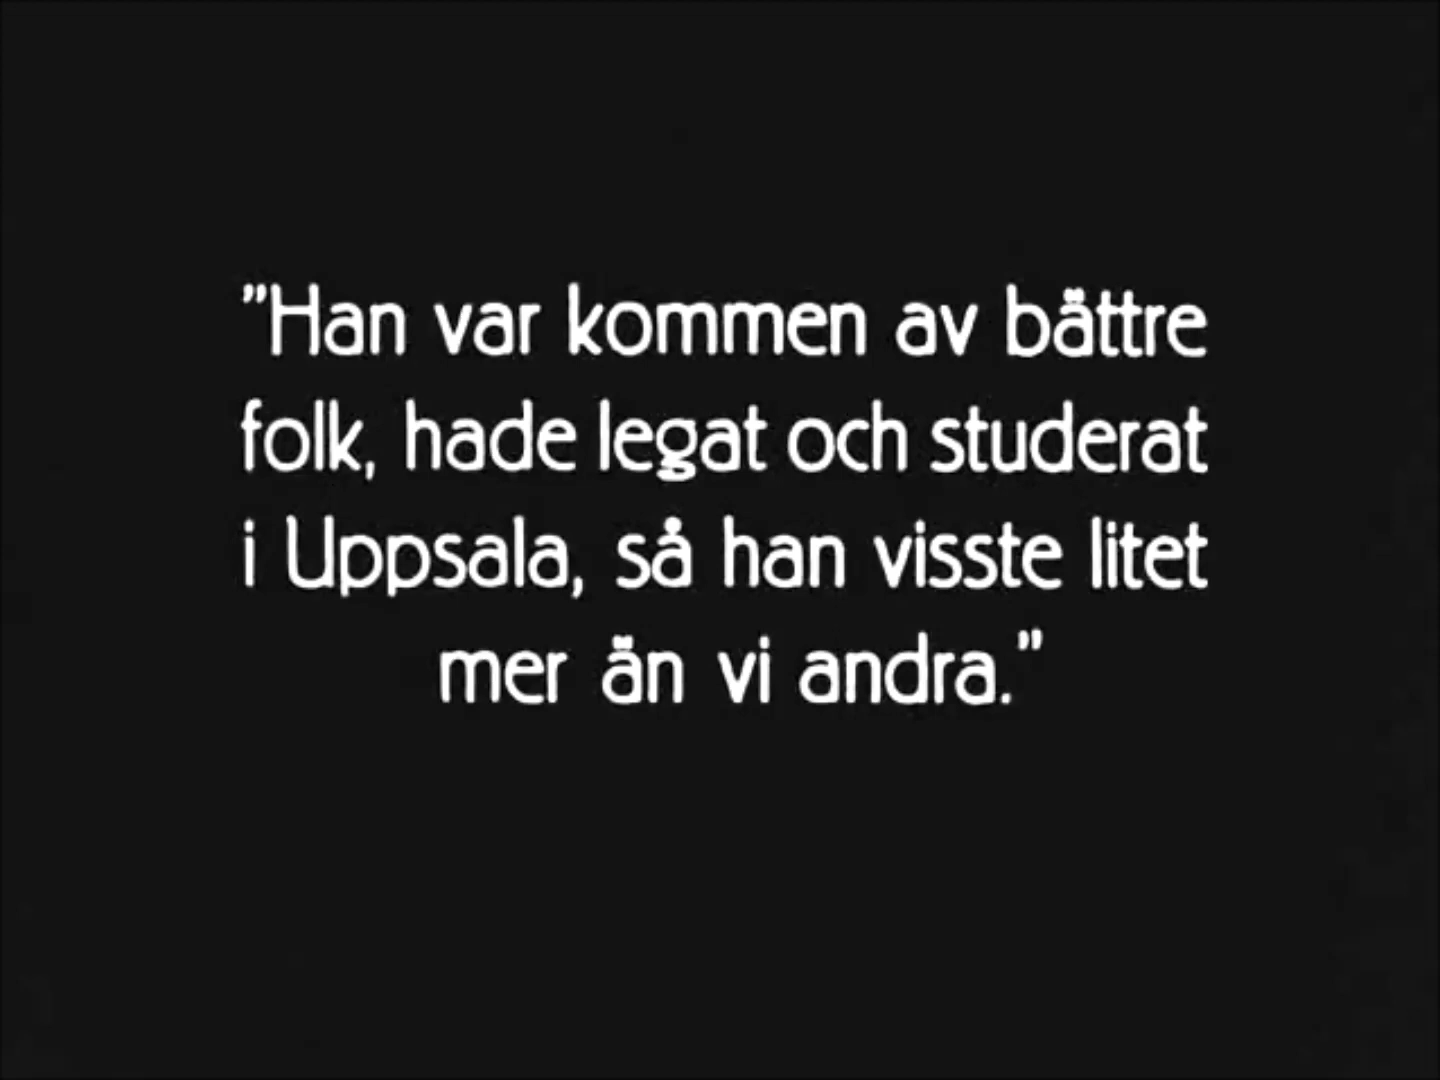 "Han var kommen av bättre
folk, hade legat och studerat
i Uppsala, så han visste litet
mer än vi andra."